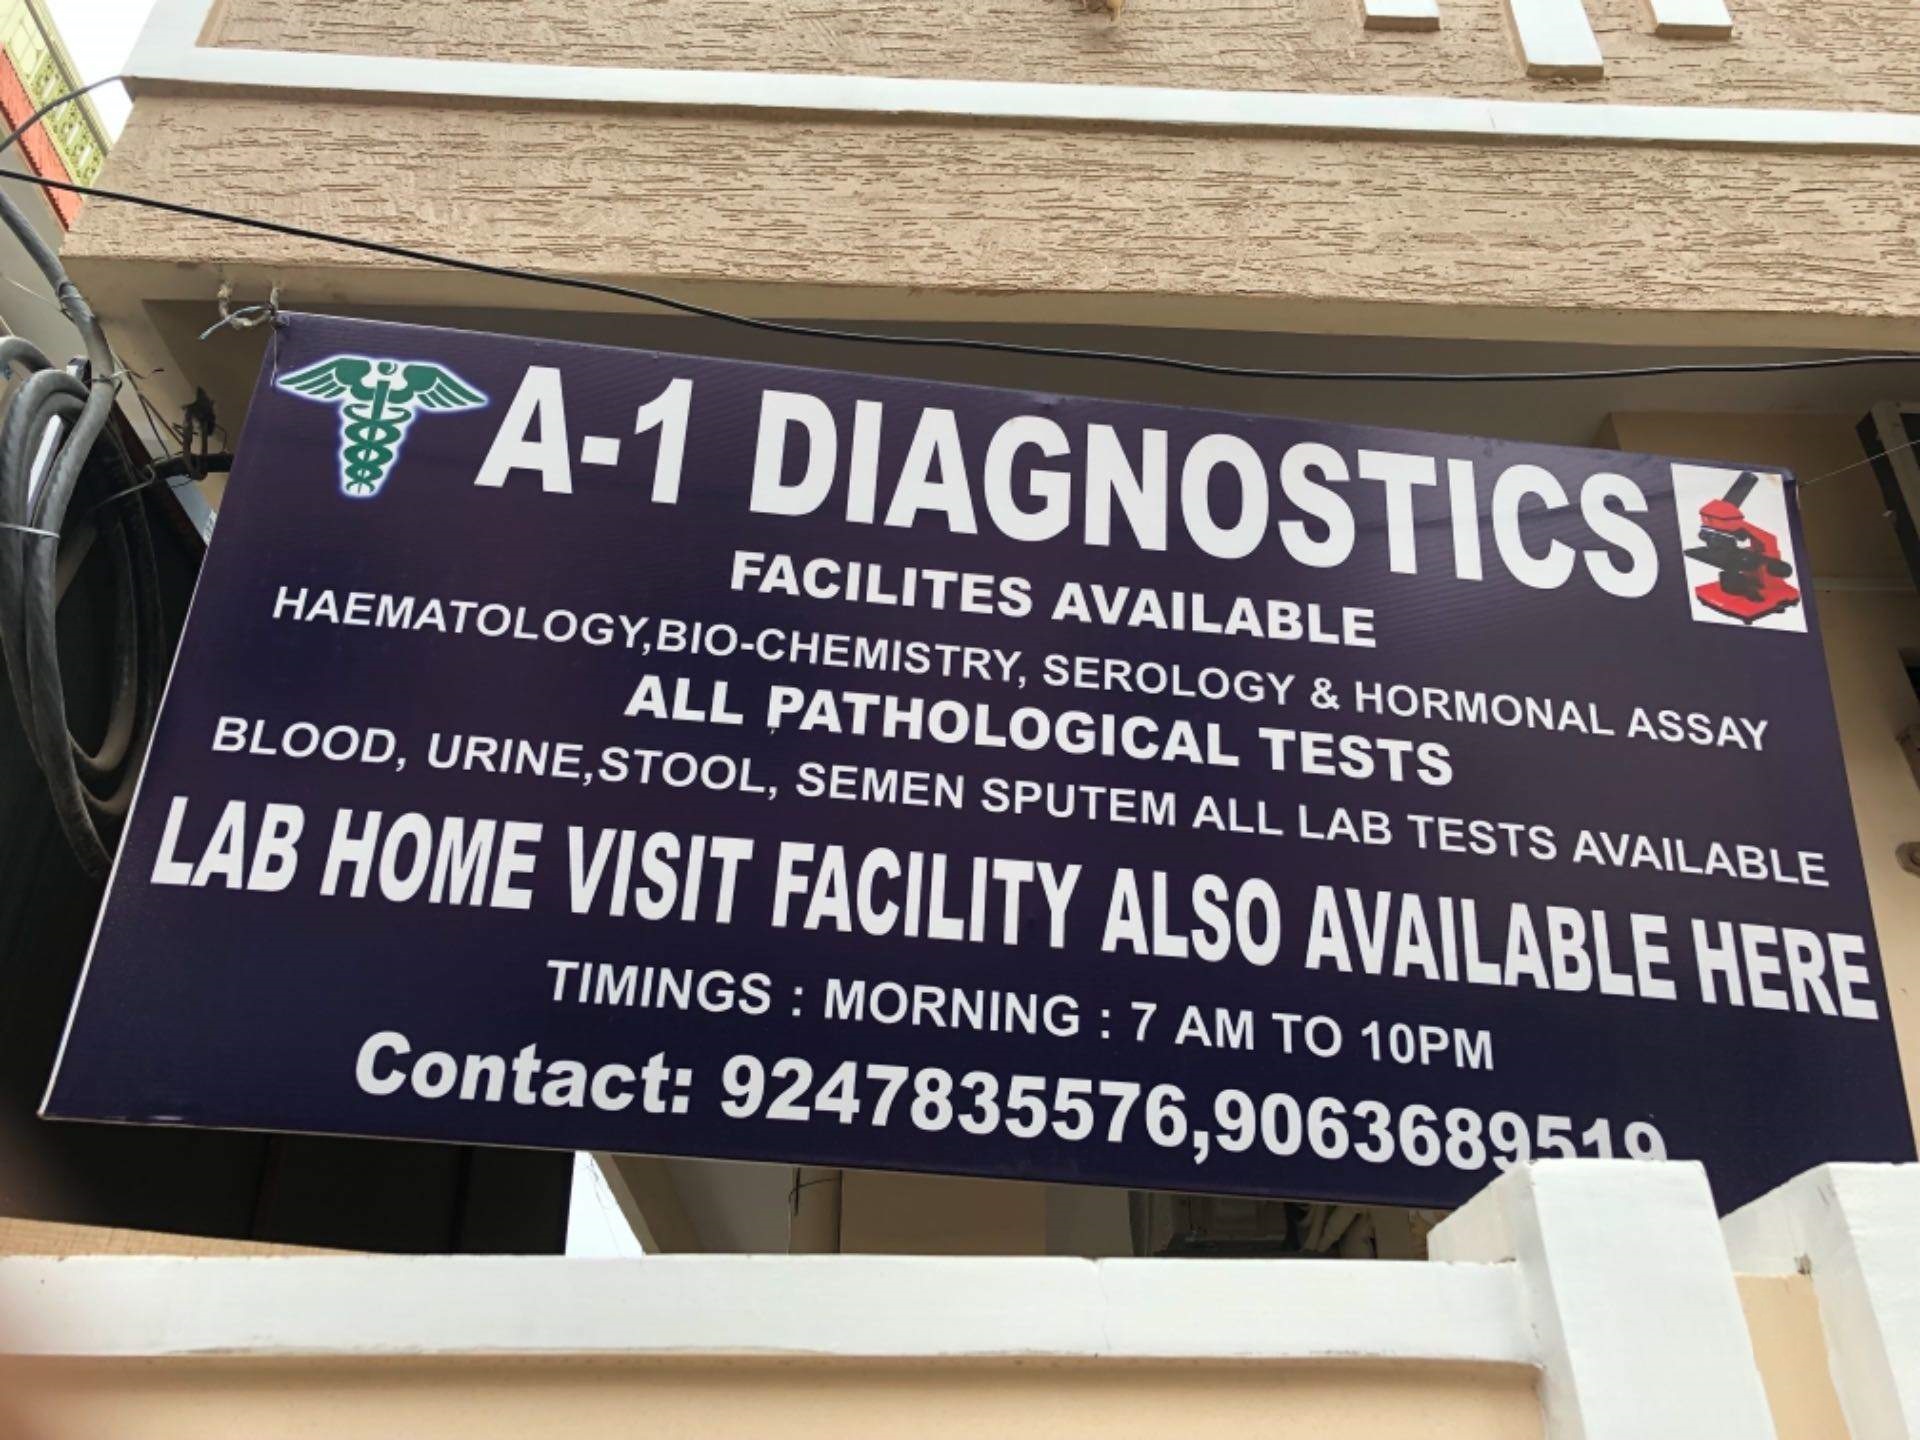 A-1 DIAGNOSTICS
FACILITES AVAILABLE
HAEMATOLOGY,BIO-CHEMISTRY, SEROLOGY & HORMONAL ASSAY
ALL PATHOLOGICAL TESTS
BLOOD, URINE,STOOL, SEMEN SPUTEM ALL LAB TESTS AVAILABLE
LAB HOME VISIT FACILITY ALSO AVAILABLE HERE
TIMINGS : MORNING : 7 AM TO 10PM
Contact: 9247835576,9063689519